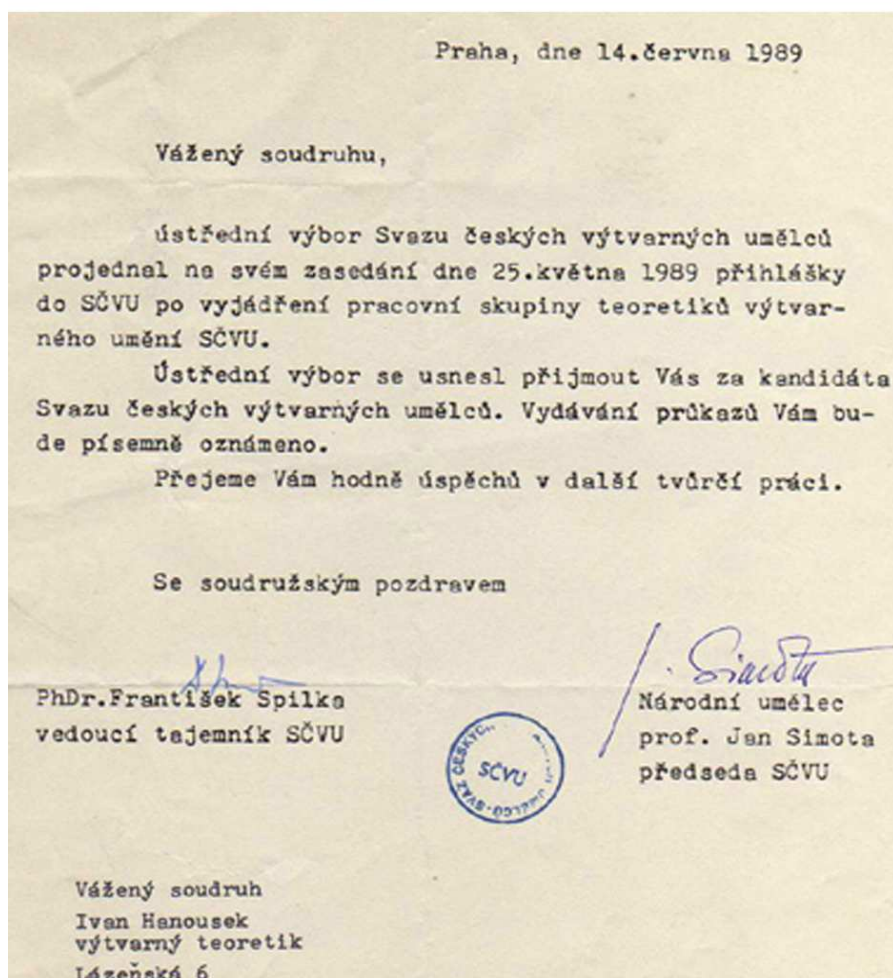 Praha, dne 14.června 1989
Vážený soudruhu,
ústřední výbor Svazu českých výtvarných umělců
projednal na svém zasedání dne 25.května 1989 přihlášky
do SČVU po vyjádření pracovní skupiny teoretiků výtvar-
ného umění SČVU.
Ústřední výbor se usnesl přijmout Vás za kandidáta
Svazu českých výtvarných umělců. Vydávání průkazů Vám bu-
de písemně oznámeno.
Přejeme Vám hodně úspěchů v další tvůrčí práci.
Se soudružským pozdravem
PhDr.František Spilka
vedoucí tajemník SČVU
Národní umělec
prof. Jan Simota
předseda SČVU
SVAZ ČESKÝCH
SČVU
Vážený soudruh
Ivan Hanousek
výtvarný teoretik
Lázeňská 6